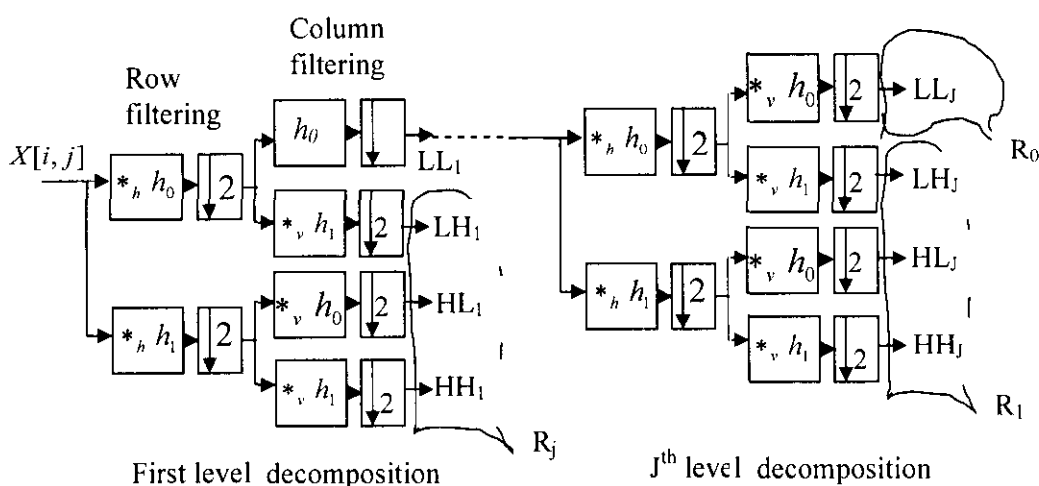 Column
filtering
Row
filtering
X[i, j]
*h h0 2
h0
LL1
*v h1 2 LH1
*h h1 2
*v h0 2 HL1
*v h1 2 HH1
Rj
First level decomposition
*h h0 2
*v h0 2 LLJ
R0
*v h1 2 LHJ
*h h1 2
*v h0 2 HLJ
*v h1 2 HHJ
R1
Jth level decomposition